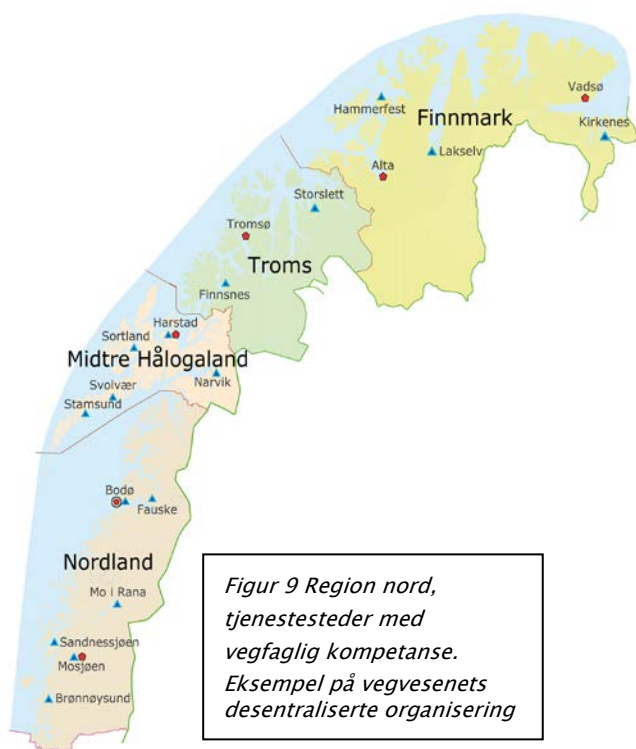 Vadsø
Hammerfest
Finnmark
Kirkenes
Lakselv
Alta
Storslett
Tromsø
Troms
Finnsnes
Harstad
Sortland
Midtre Hålogaland
Narvik
Svolvær
Stamsund
Bodø
Fauske
Nordland
Mo i Rana
Sandnessjøen
Mosjøen
Brønnøysund
Figur 9 Region nord,
tjenestesteder med
vegfaglig kompetanse.
Eksempel på vegvesenets
desentraliserte organisering